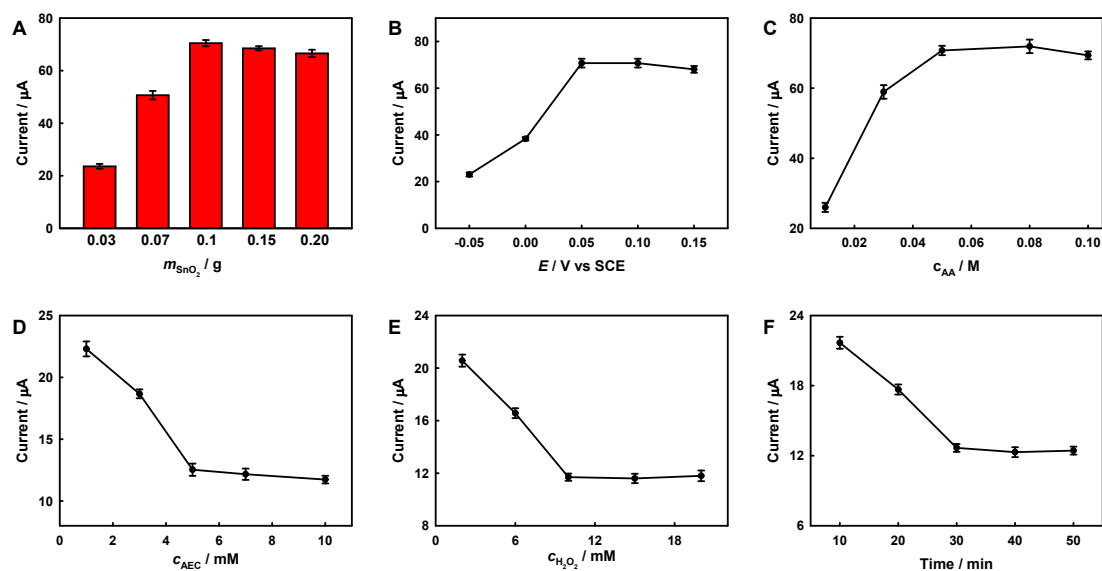 A
Current / µA
80
60
40
20
0
0.03 0.07 0.1 0.15 0.20
mSnO₂ / g
B
Current / µA
80
60
40
20
0
-0.05 0.00 0.05 0.10 0.15
E / V vs SCE
C
Current / µA
80
60
40
20
0.02 0.04 0.06 0.08 0.10
cAA / M
D
Current / µA
25
20
15
10
0 2 4 6 8 10
cAEC / mM
E
Current / µA
24
20
16
12
8
0 6 12 18
cH₂O₂ / mM
F
Current / µA
24
18
12
6
10 20 30 40 50
Time / min